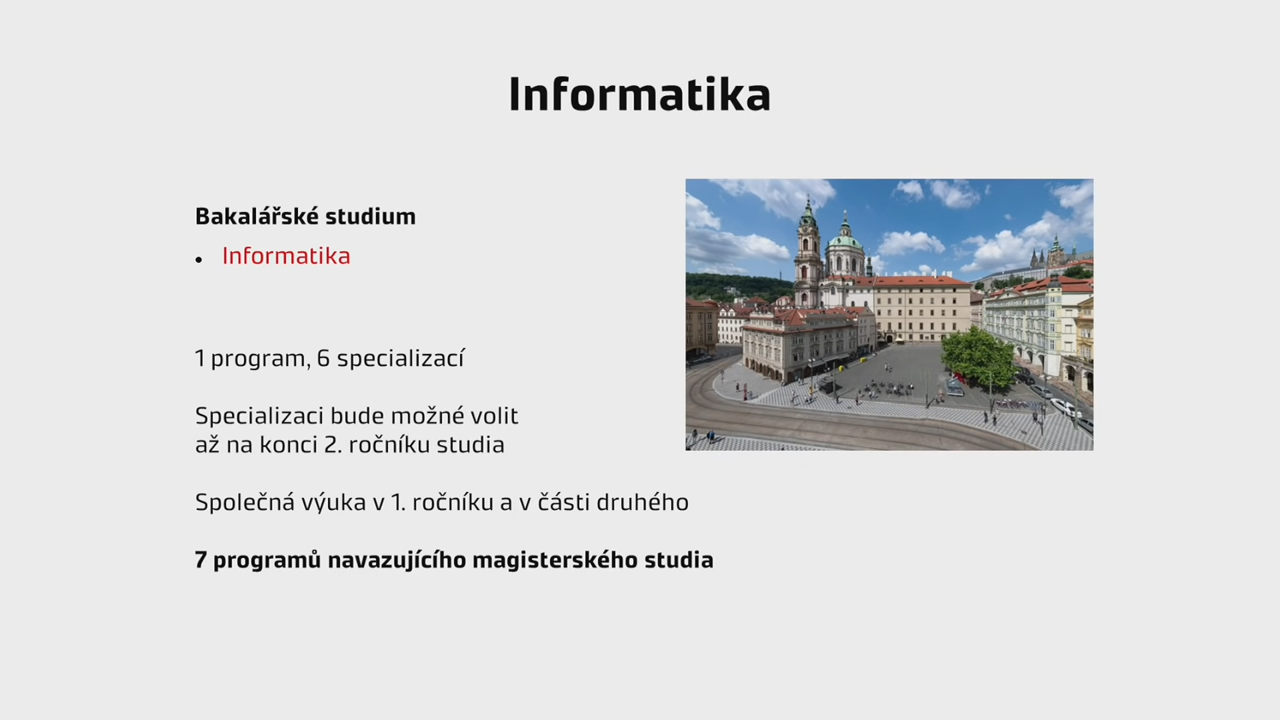 Informatika
Bakalářské studium
• Informatika
1 program, 6 specializací
Specializaci bude možné volit
až na konci 2. ročníku studia
Společná výuka v 1. ročníku a v části druhého
7 programů navazujícího magisterského studia